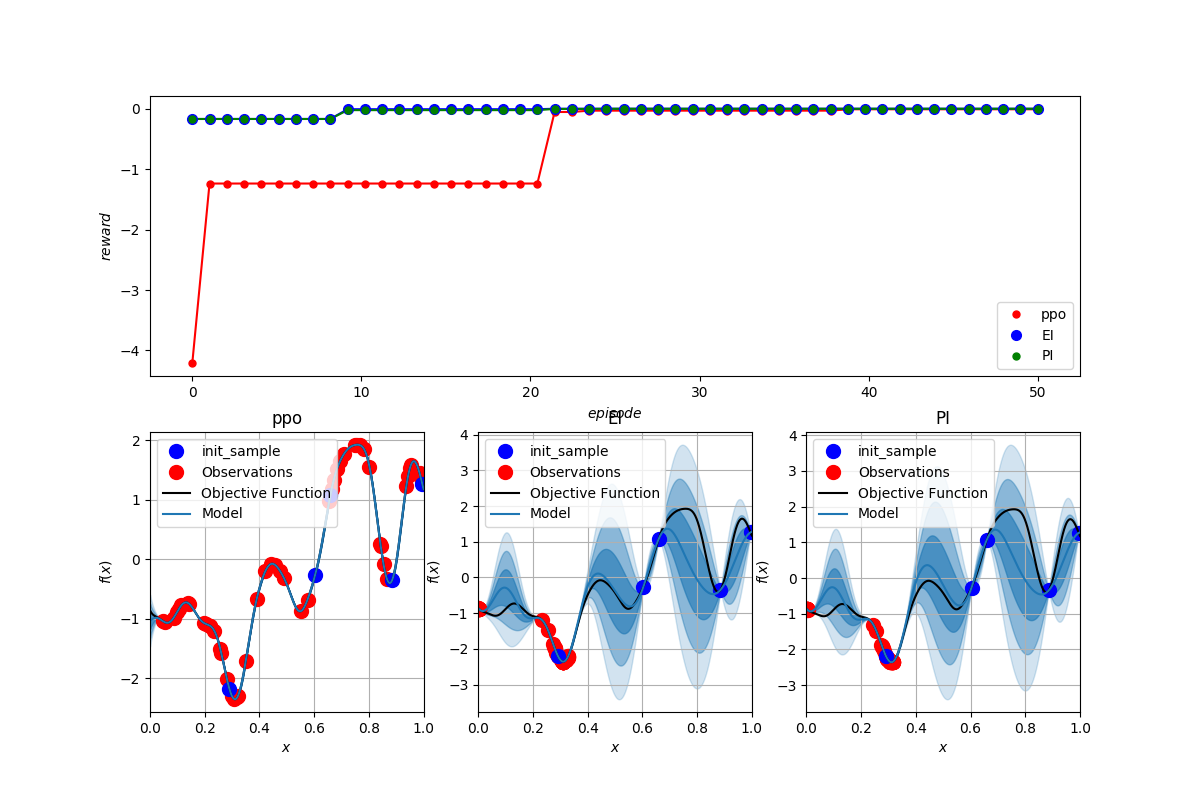 0
−1
−2
−3
−4
reward
ppo
EI
PI
0
10
20
30
40
50
episode
ppo
EI
PI
init_sample
Observations
Objective Function
Model
2
1
0
−1
−2
f(x)
0.0
0.2
0.4
0.6
0.8
1.0
x
init_sample
Observations
Objective Function
Model
4
3
2
1
0
−1
−2
−3
f(x)
0.0
0.2
0.4
0.6
0.8
1.0
x
init_sample
Observations
Objective Function
Model
4
3
2
1
0
−1
−2
−3
f(x)
0.0
0.2
0.4
0.6
0.8
1.0
x